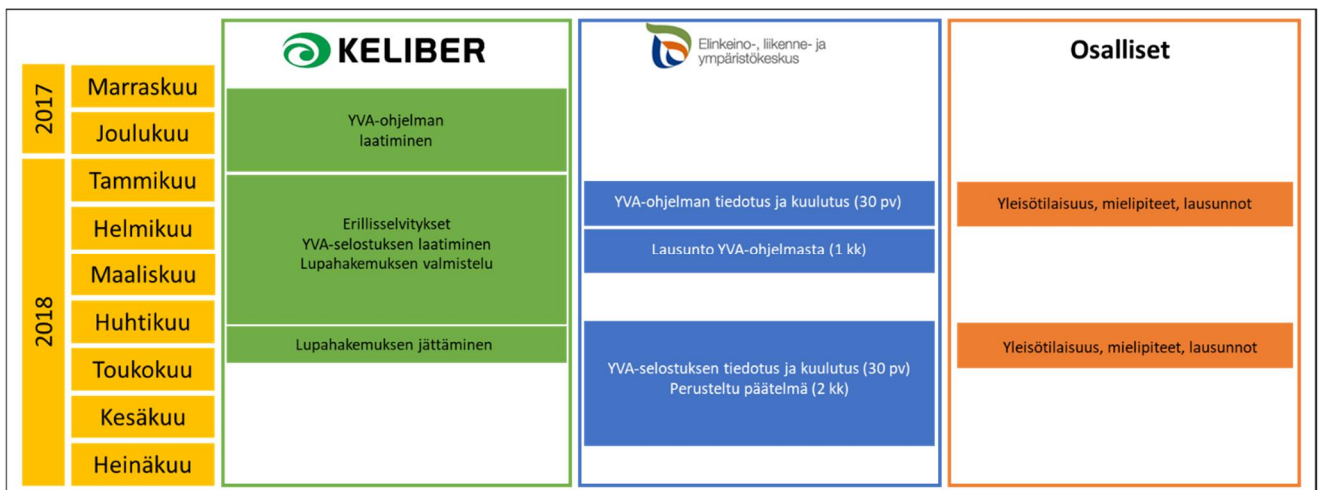 KELIBER
Elinkeino-, liikenne- ja
ympäristökeskus
Osalliset
2017
Marraskuu
Joulukuu
2018
Tammikuu
Helmikuu
Maaliskuu
Huhtikuu
Toukokuu
Kesäkuu
Heinäkuu
YVA-ohjelman
laatiminen
Erillisselvitykset
YVA-selostuksen laatiminen
Lupahakemuksen valmistelu
Lupahakemuksen jättäminen
YVA-ohjelman tiedotus ja kuulutus (30 pv)
Lausunto YVA-ohjelmasta (1 kk)
YVA-selostuksen tiedotus ja kuulutus (30 pv)
Perusteltu päätelmä (2 kk)
Yleisötilaisuus, mielipiteet, lausunnot
Yleisötilaisuus, mielipiteet, lausunnot